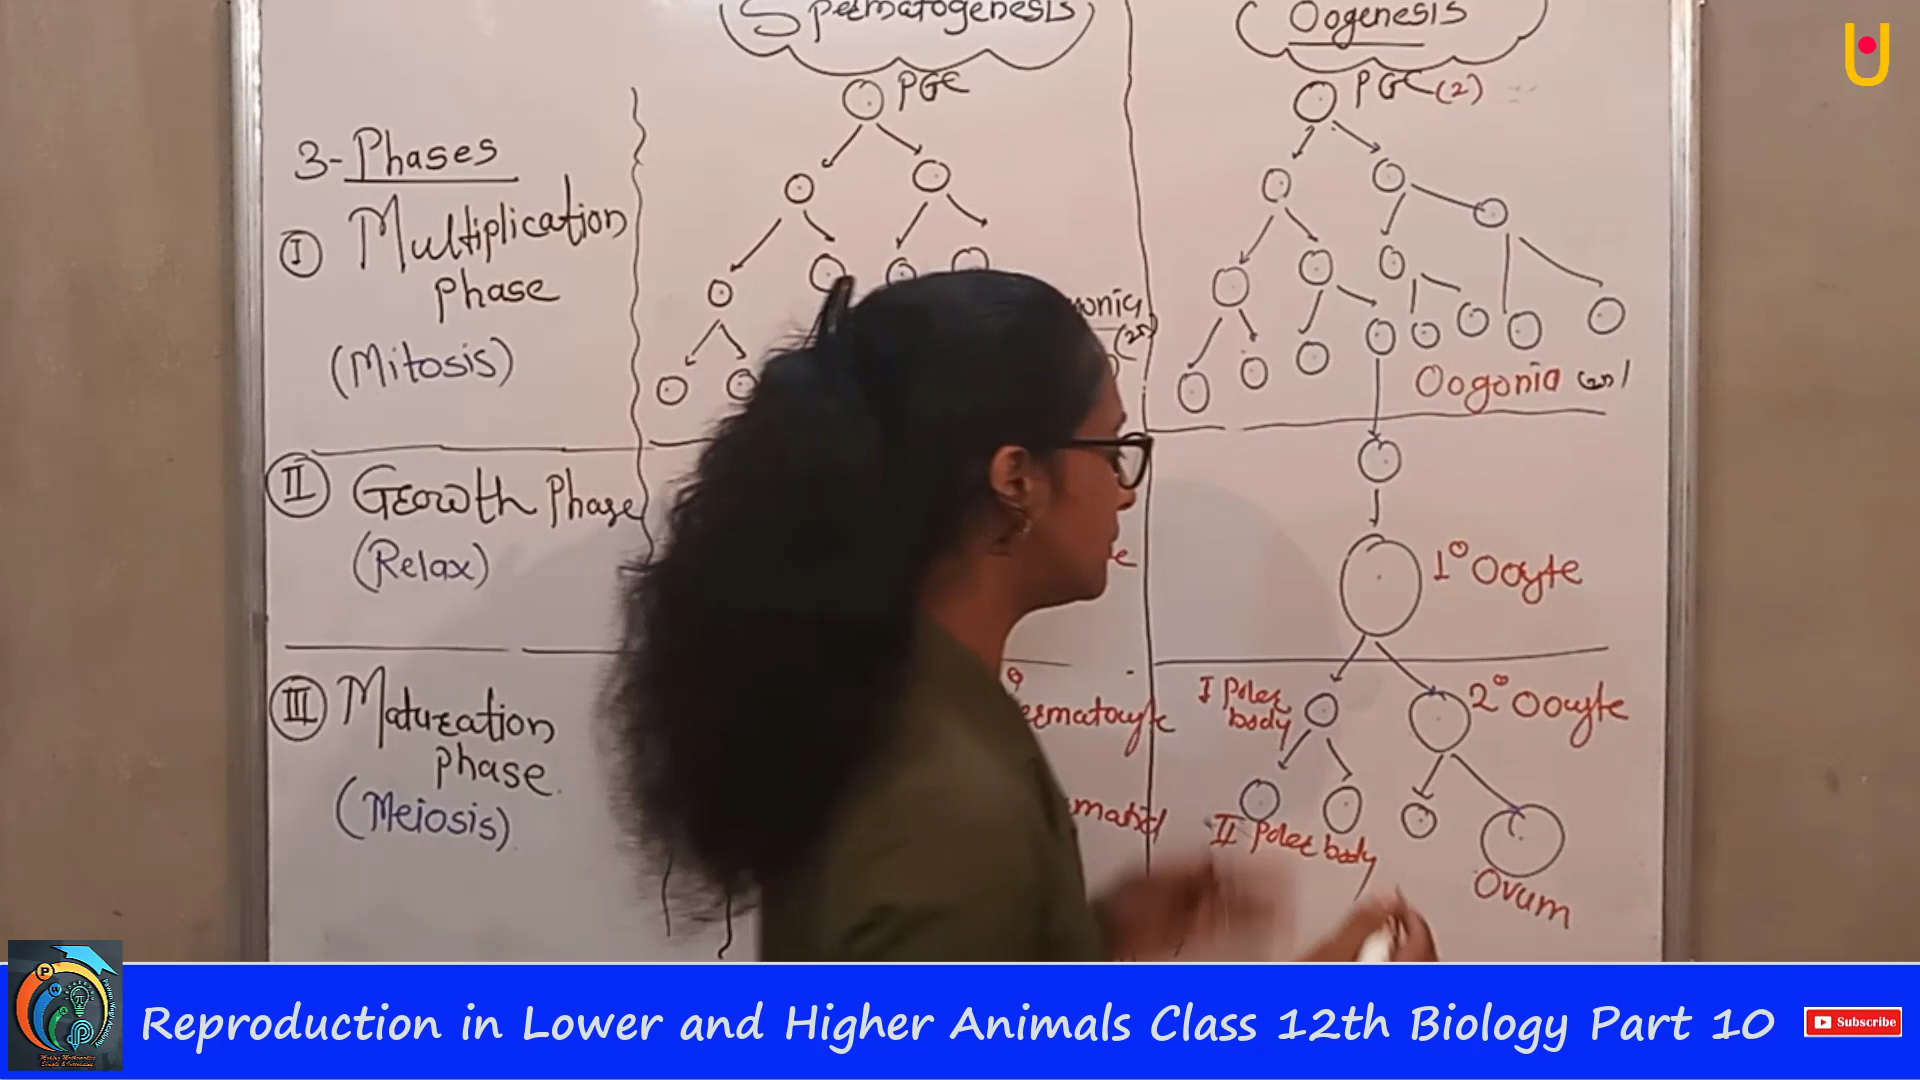 Spermatogenesis
Oogenesis
PGC
PGC (2)
3-Phases
I Multiplication
Phase
(Mitosis)
Oogonia (2n)
(2n)
II Growth Phase
(Relax)
1° Oocyte
III Maturation
Phase
(Meiosis)
I Polar
body
2° Oocyte
II Polar body
Ovum
Reproduction in Lower and Higher Animals Class 12th Biology Part 10
Subscribe